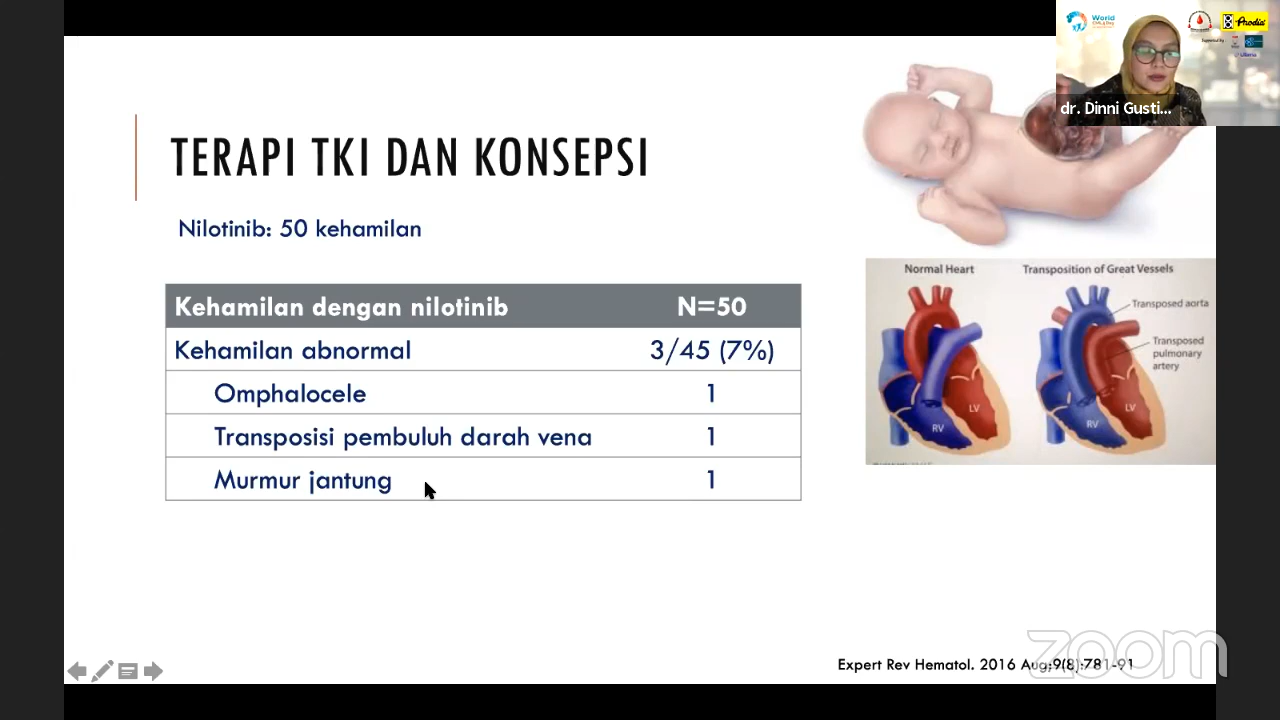 TERAPI TKI DAN KONSEPSI
Nilotinib: 50 kehamilan
Kehamilan dengan nilotinib N=50
Kehamilan abnormal 3/45 (7%)
Omphalocele 1
Transposisi pembuluh darah vena 1
Murmur jantung 1
Normal Heart Transposition of Great Vessels
Transposed aorta
Transposed
pulmonary
artery
LV
RV
LV
RV
Expert Rev Hematol. 2016 Aug;9(8):781-91
zoom
World
Prodia
dr. Dinni Gusti...